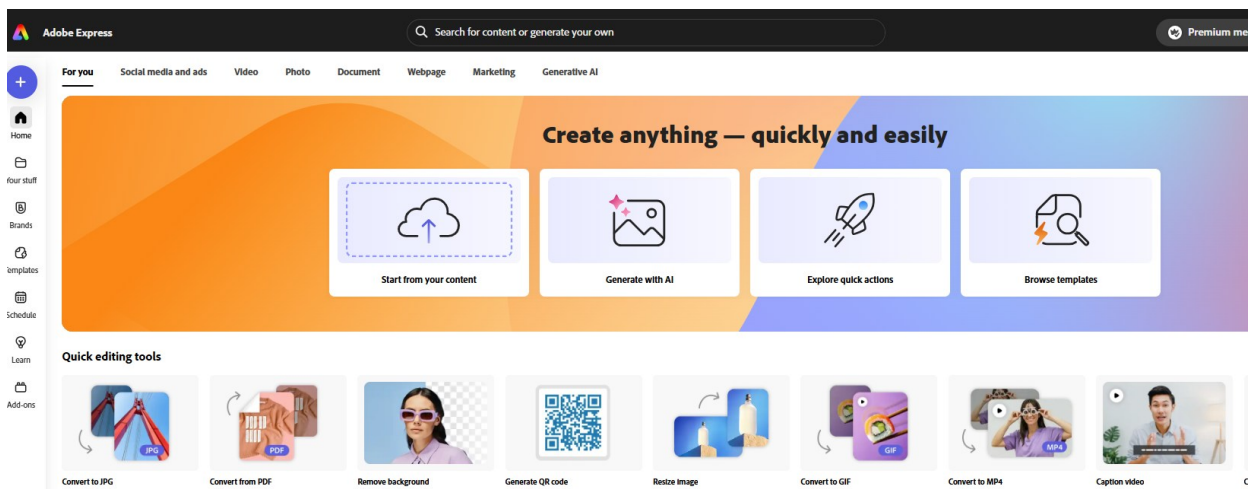 Adobe Express
Search for content or generate your own
Premium me
For you Social media and ads Video Photo Document Webpage Marketing Generative AI
Home
Your stuff
Brands
Templates
Schedule
Learn
Add-ons
Create anything — quickly and easily
Start from your content
Generate with AI
Explore quick actions
Browse templates
Quick editing tools
JPG
PDF
GIF
MP4
Convert to JPG
Convert from PDF
Remove background
Generate QR code
Resize image
Convert to GIF
Convert to MP4
Caption video